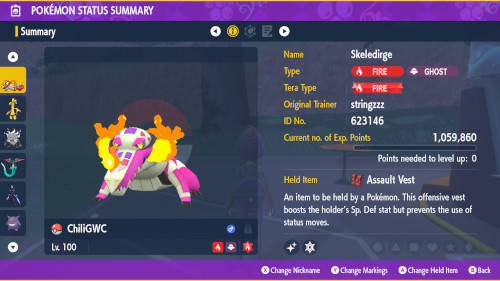 POKÉMON STATUS SUMMARY
Summary
Name Skeledirge
Type FIRE GHOST
Tera Type FIRE
Original Trainer stringzzz
ID No. 623146
Current no. of Exp. Points 1,059,860
Points needed to level up: 0
Held Item Assault Vest
An item to be held by a Pokémon. This offensive vest
boosts the holder's Sp. Def stat but prevents the use of
status moves.
ChiliGWC
Lv. 100
X Change Nickname Y Change Markings A Change Held Item B Back